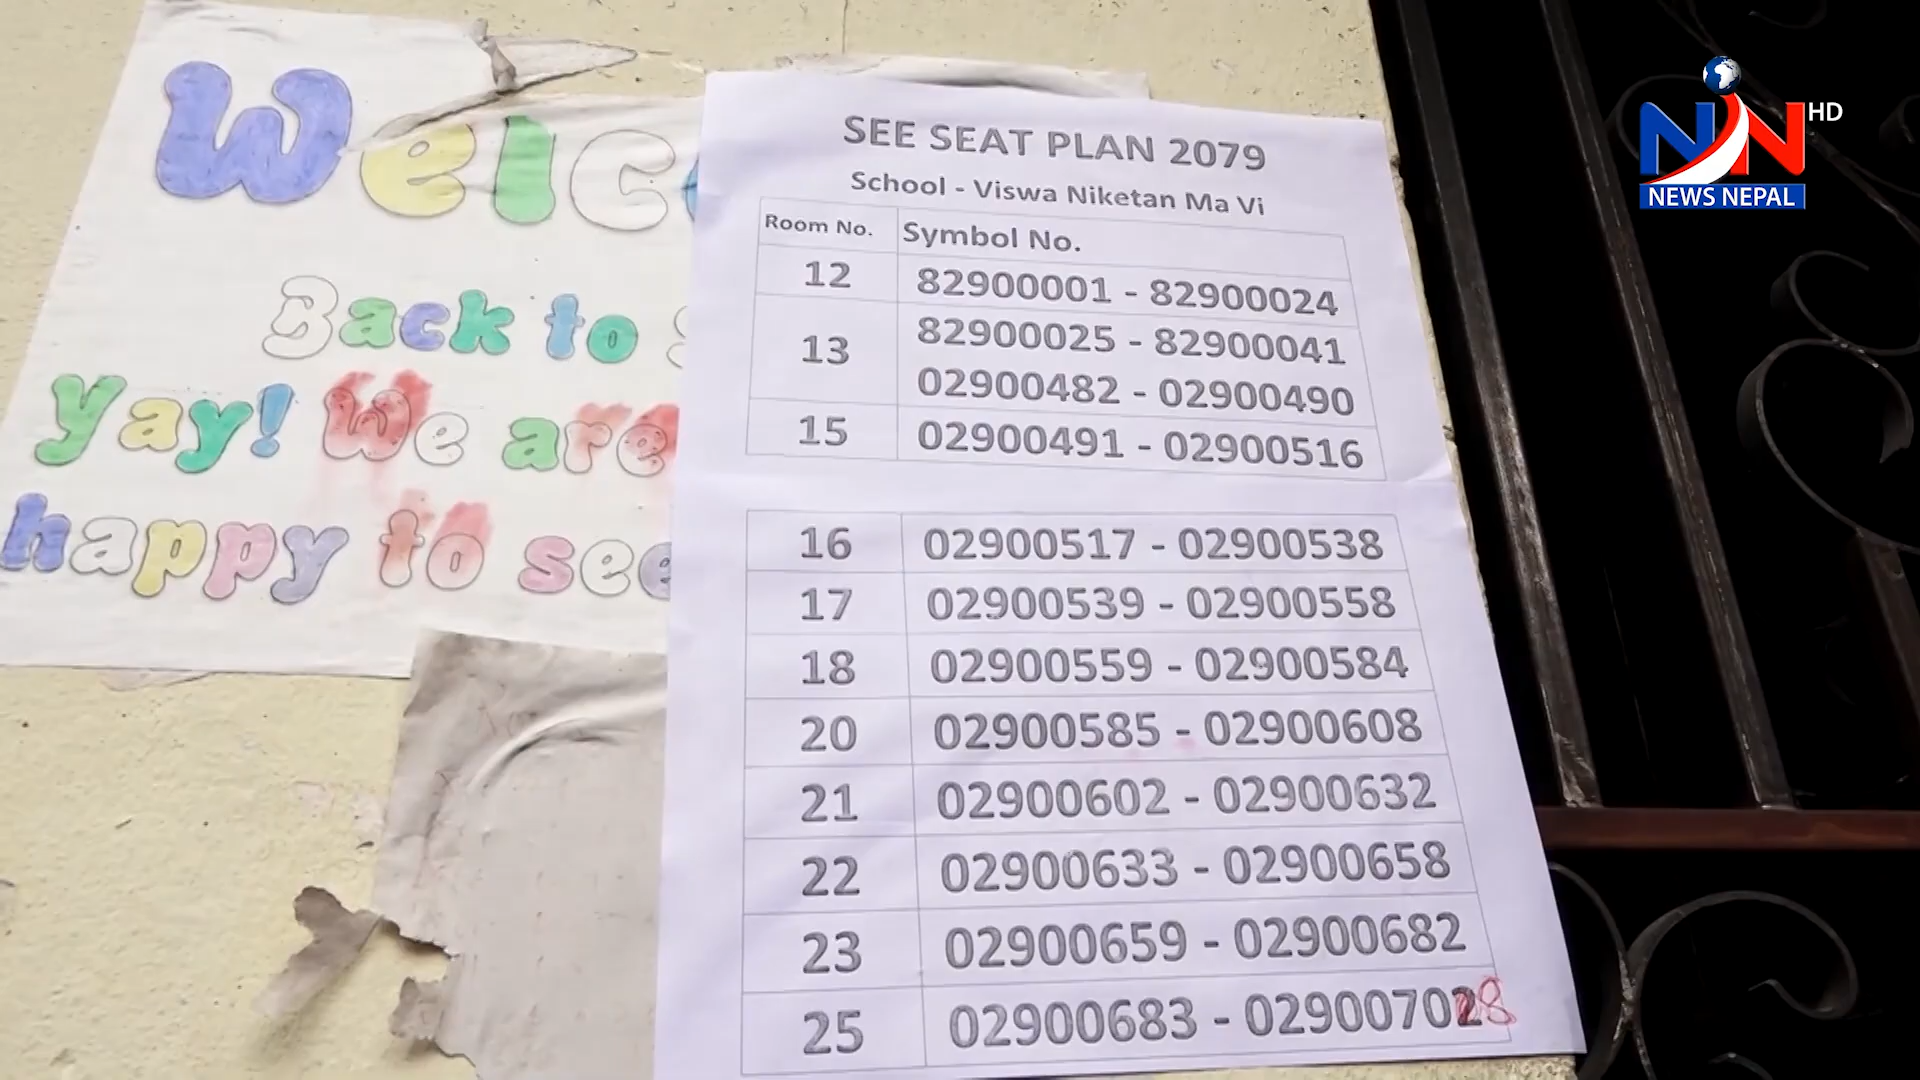 Welc
Back to
yay! We are
happy to see
SEE SEAT PLAN 2079
School - Viswa Niketan Ma Vi
Room No. Symbol No.
12 82900001 - 82900024
13 82900025 - 82900041
02900482 - 02900490
15 02900491 - 02900516
16 02900517 - 02900538
17 02900539 - 02900558
18 02900559 - 02900584
20 02900585 - 02900608
21 02900602 - 02900632
22 02900633 - 02900658
23 02900659 - 02900682
25 02900683 - 02900708
NN HD
NEWS NEPAL